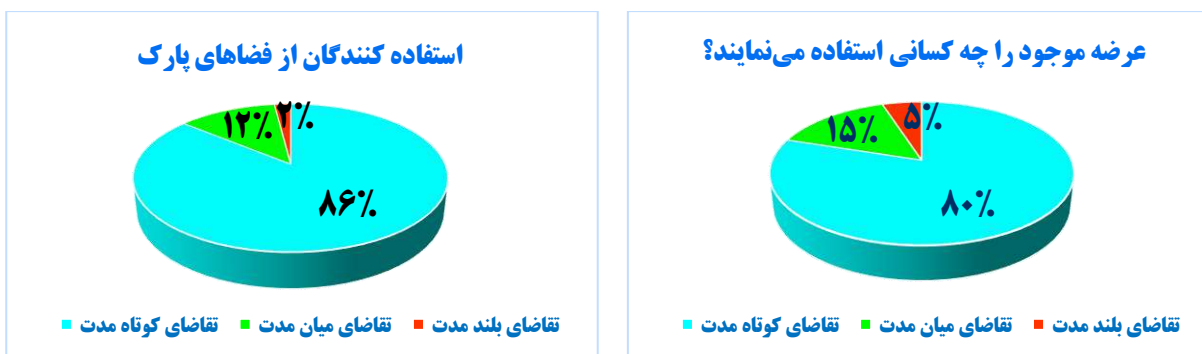 عرضه موجود را چه کسانی استفاده می‌نمایند؟
۵٪
۱۵٪
۸۰٪
تقاضای بلند مدت تقاضای میان مدت تقاضای کوتاه مدت
استفاده کنندگان از فضاهای پارک
۲٪
۱۲٪
۸۶٪
تقاضای بلند مدت تقاضای میان مدت تقاضای کوتاه مدت